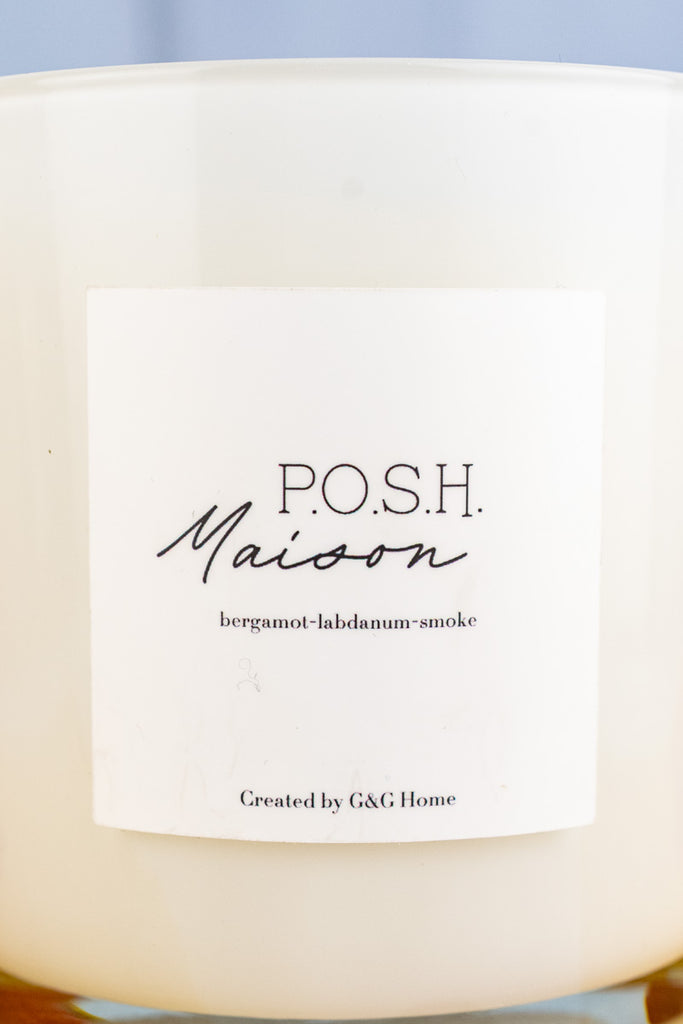 P.O.S.H.
Maison
bergamot-labdanum-smoke
Created by G&G Home